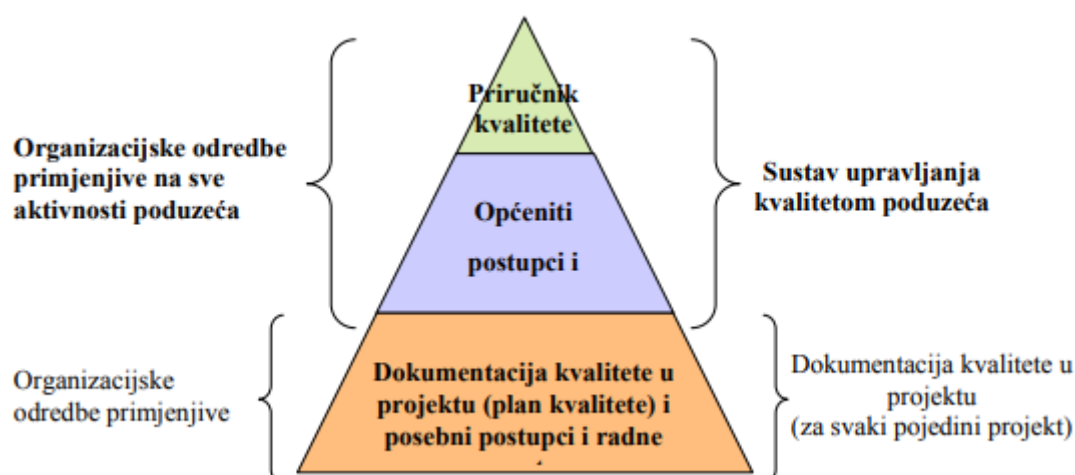 Priručnik
kvalitete
Organizacijske odredbe
primjenjive na sve
aktivnosti poduzeća
Sustav upravljanja
kvalitetom poduzeća
Općeniti
postupci i
Organizacijske
odredbe primjenjive
Dokumentacija kvalitete u
projektu (plan kvalitete) i
posebni postupci i radne
Dokumentacija kvalitete u
projektu
(za svaki pojedini projekt)